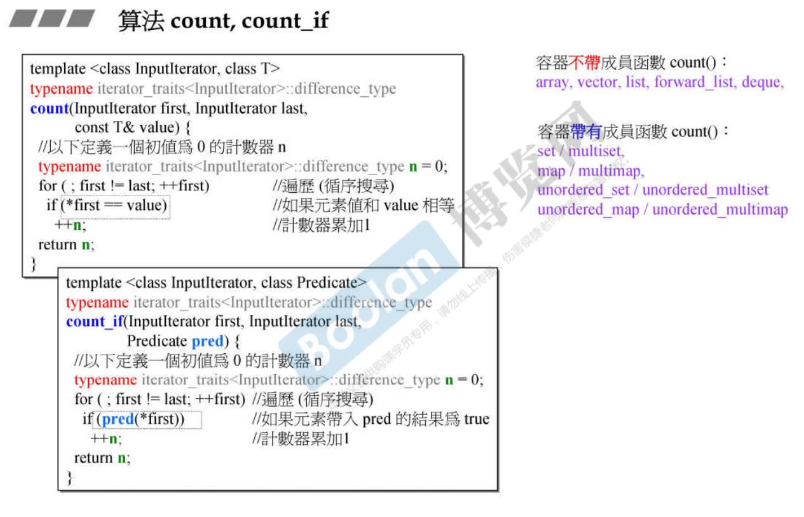 算法 count, count_if
template <class InputIterator, class T>
typename iterator_traits<InputIterator>::difference_type
count(InputIterator first, InputIterator last,
const T& value) {
//以下定義一個初值爲 0 的計數器 n
typename iterator_traits<InputIterator>::difference_type n = 0;
for ( ; first != last; ++first) //遍歷 (循序搜尋)
if (*first == value) //如果元素值和 value 相等
++n; //計數器累加1
return n;
}
template <class InputIterator, class Predicate>
typename iterator_traits<InputIterator>::difference_type
count_if(InputIterator first, InputIterator last,
Predicate pred) {
//以下定義一個初值爲 0 的計數器 n
typename iterator_traits<InputIterator>::difference_type n = 0;
for ( ; first != last; ++first) //遍歷 (循序搜尋)
if (pred(*first)) //如果元素帶入 pred 的結果爲 true
++n; //計數器累加1
return n;
}
容器不帶成員函數 count()：
array, vector, list, forward_list, deque,
容器帶有成員函數 count()：
set / multiset,
map / multimap,
unordered_set / unordered_multiset
unordered_map / unordered_multimap
Boolan
博览网